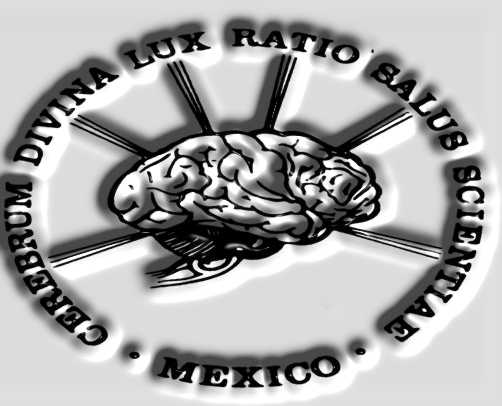 CEREBRUM DIVINA LUX RATIO SALUS SCIENTIAE
· MEXICO ·